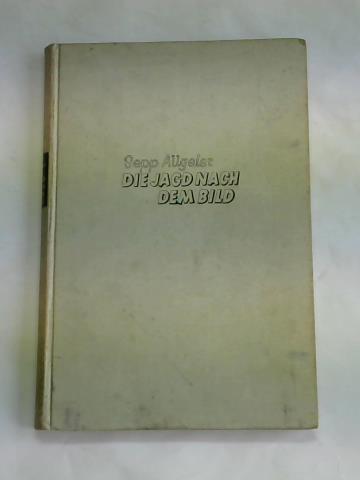 Sepp Allgeier
DIE JAGD NACH
DEM BILD